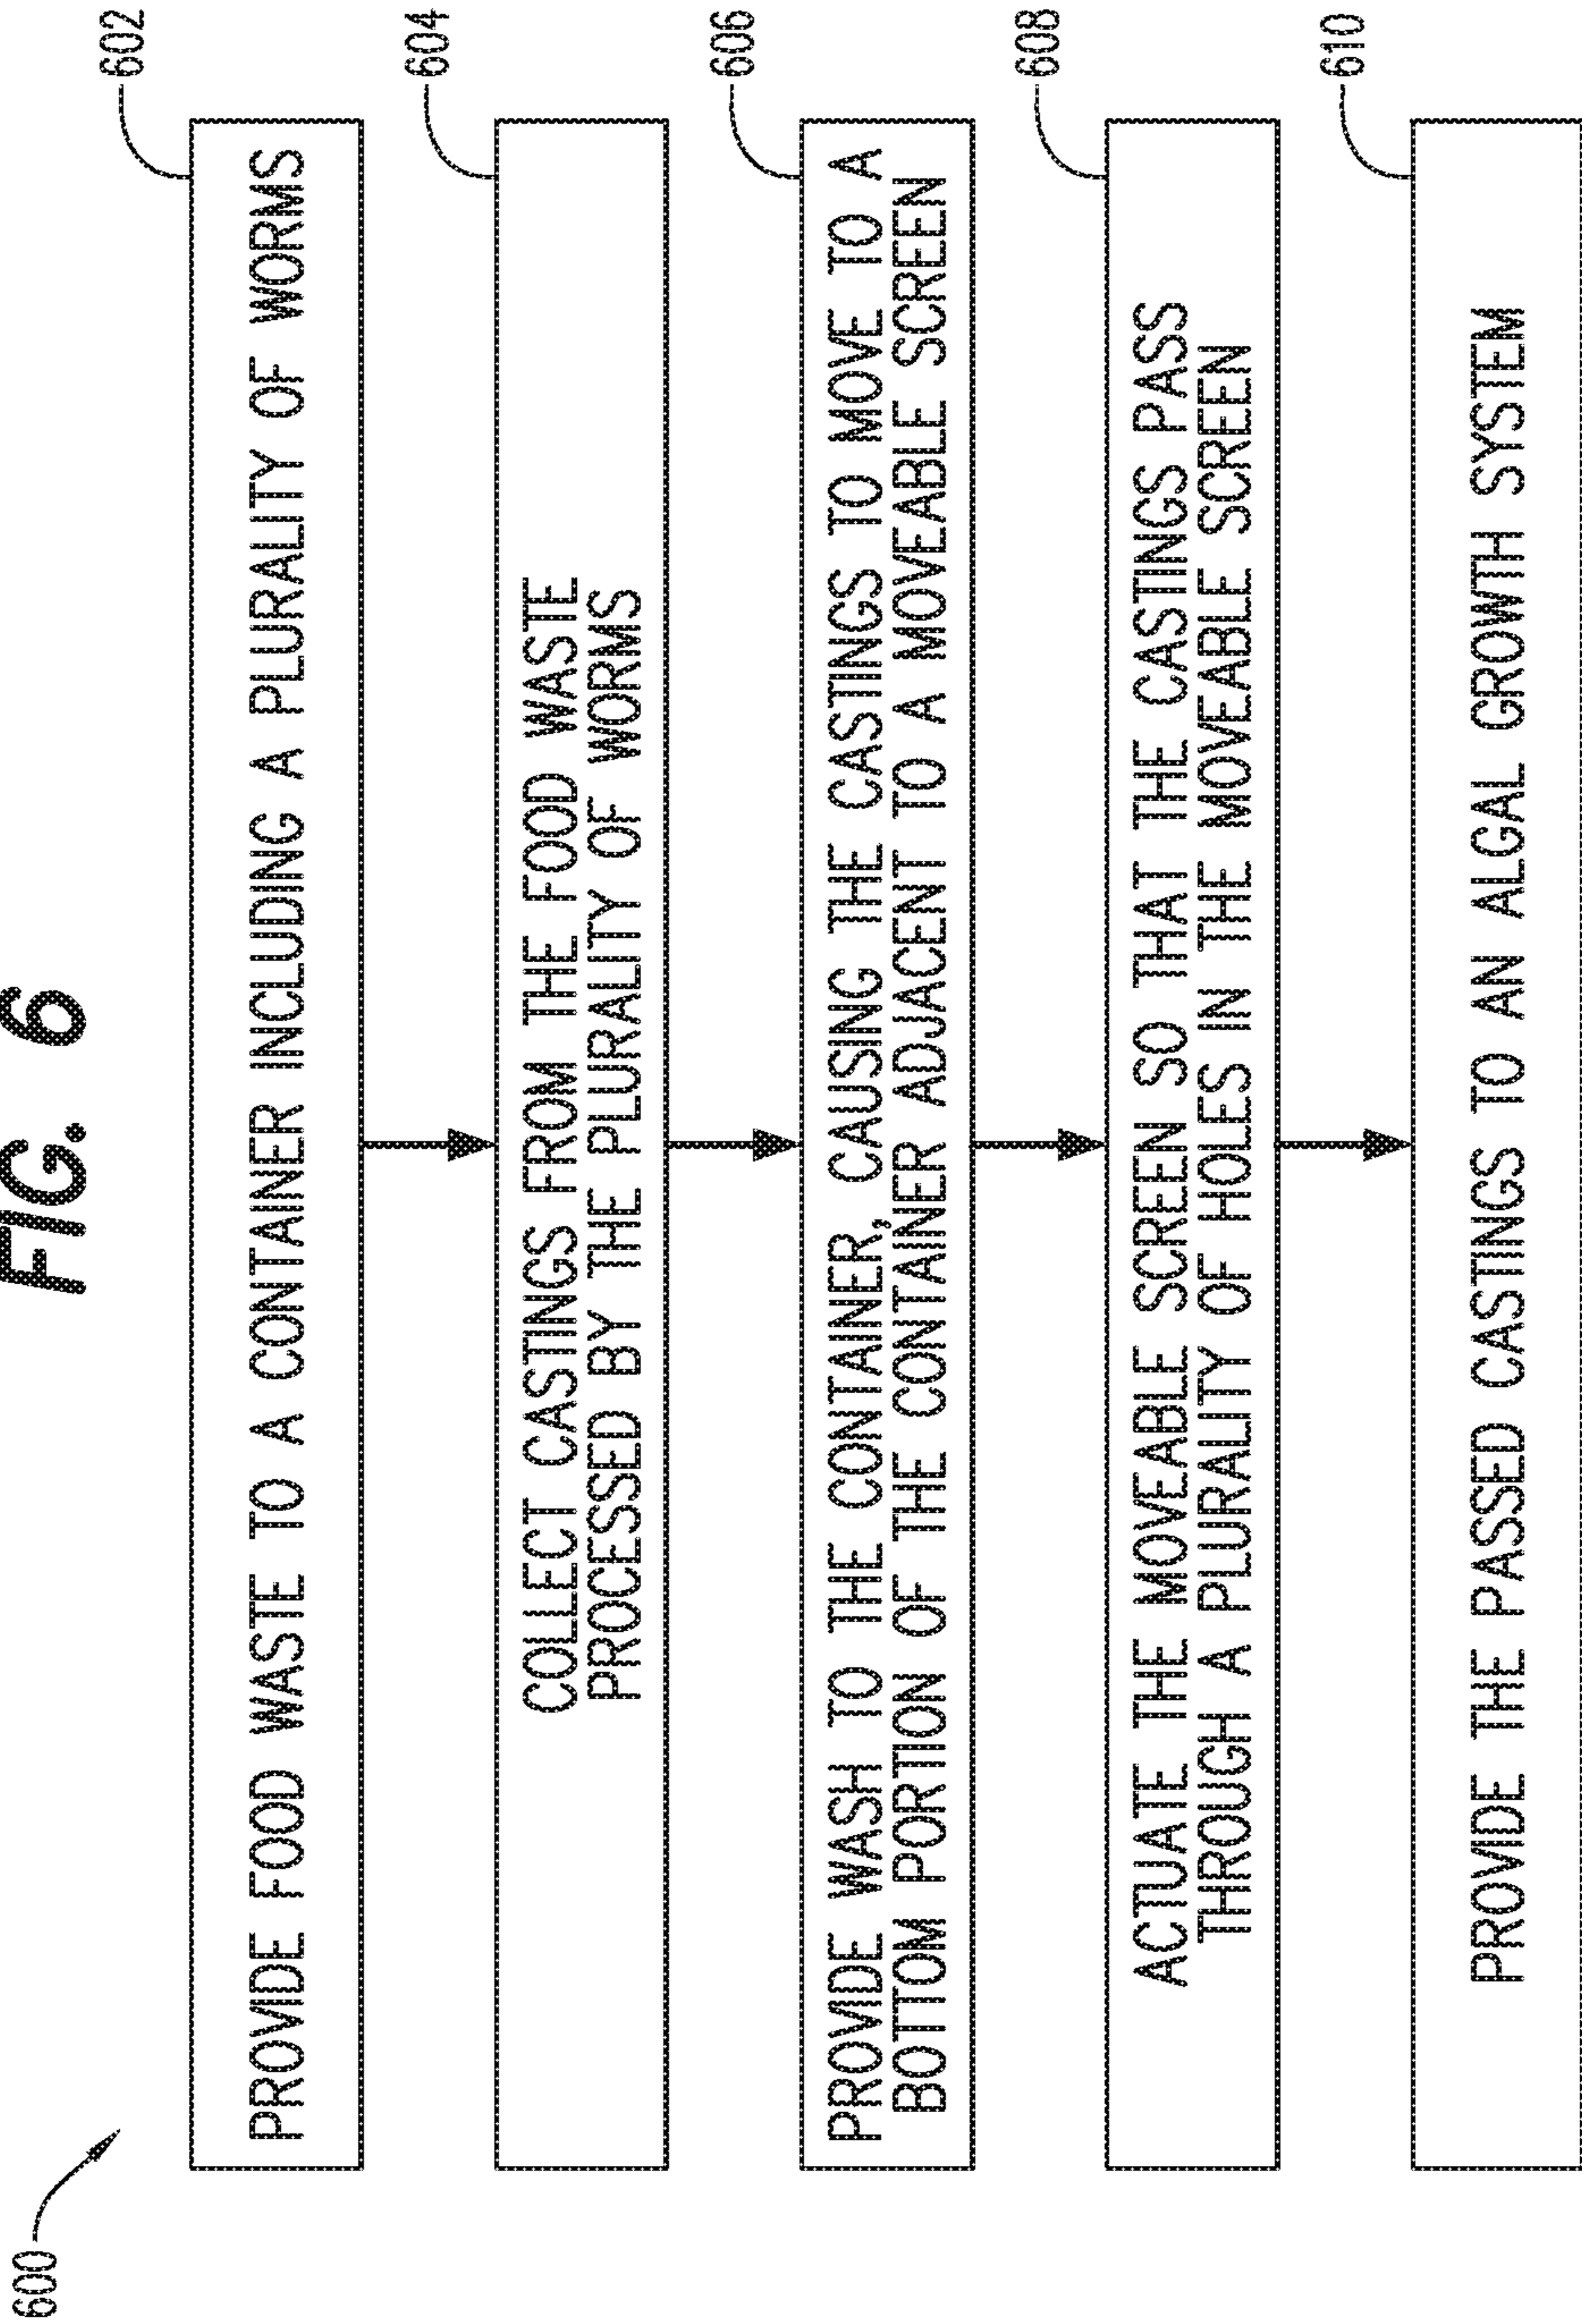 FIG. 6
600
602
PROVIDE FOOD WASTE TO A CONTAINER INCLUDING A PLURALITY OF WORMS
604
COLLECT CASTINGS FROM THE FOOD WASTE
PROCESSED BY THE PLURALITY OF WORMS
606
PROVIDE WASH TO THE CONTAINER, CAUSING THE CASTINGS TO MOVE TO A
BOTTOM PORTION OF THE CONTAINER ADJACENT TO A MOVEABLE SCREEN
608
ACTUATE THE MOVEABLE SCREEN SO THAT THE CASTINGS PASS
THROUGH A PLURALITY OF HOLES IN THE MOVEABLE SCREEN
610
PROVIDE THE PASSED CASTINGS TO AN ALGAL GROWTH SYSTEM